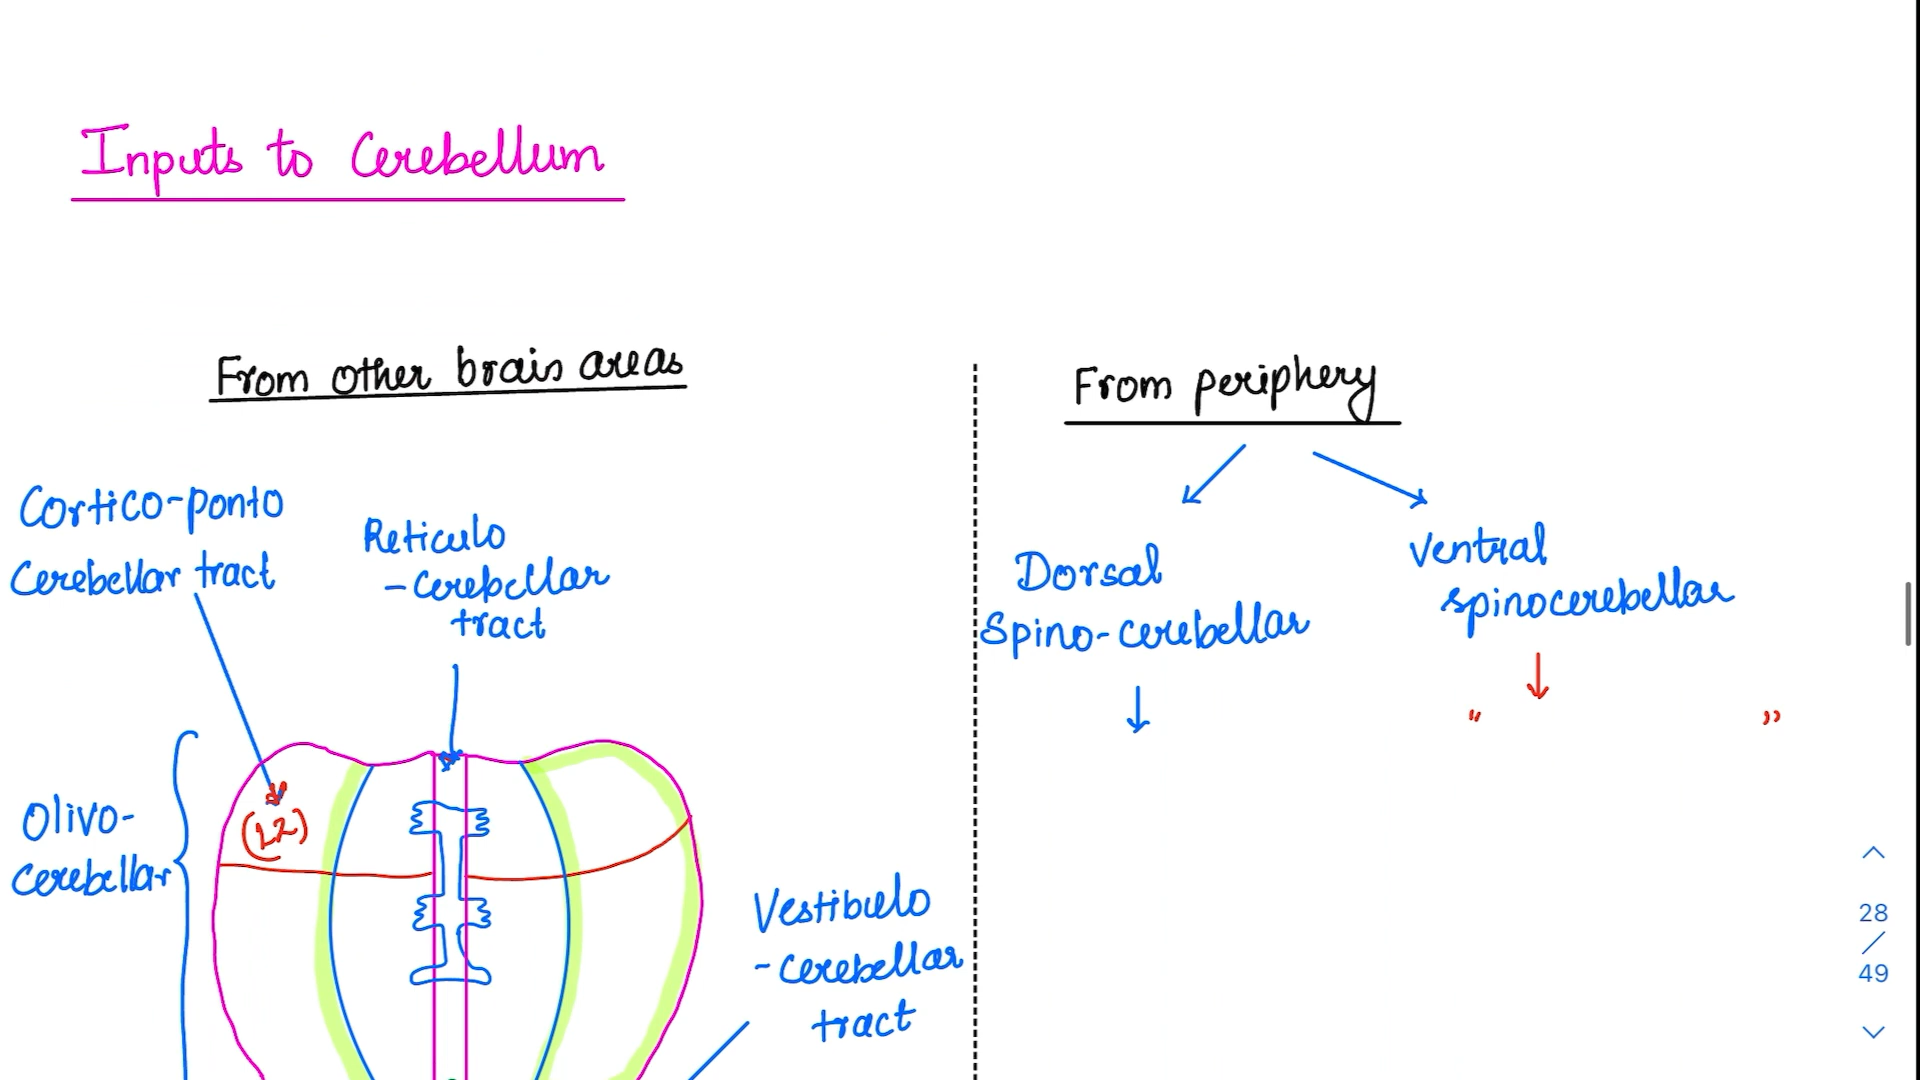 Inputs to Cerebellum
From other brain areas
Cortico-ponto
Cerebellar tract
Reticulo
-cerebellar
tract
Olivo-
cerebellar
(L2)
Vestibulo
-cerebellar
tract
From periphery
Dorsal
Spino-cerebellar
Ventral
spinocerebellar
" "
28
/
49